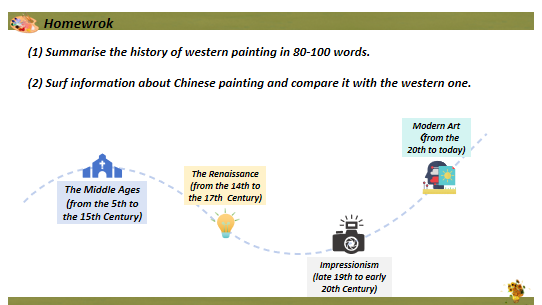 Homewrok
(1) Summarise the history of western painting in 80-100 words.
(2) Surf information about Chinese painting and compare it with the western one.
The Middle Ages
(from the 5th to
the 15th Century)
The Renaissance
(from the 14th to
the 17th Century)
Impressionism
(late 19th to early
20th Century)
Modern Art
(from the
20th to today)